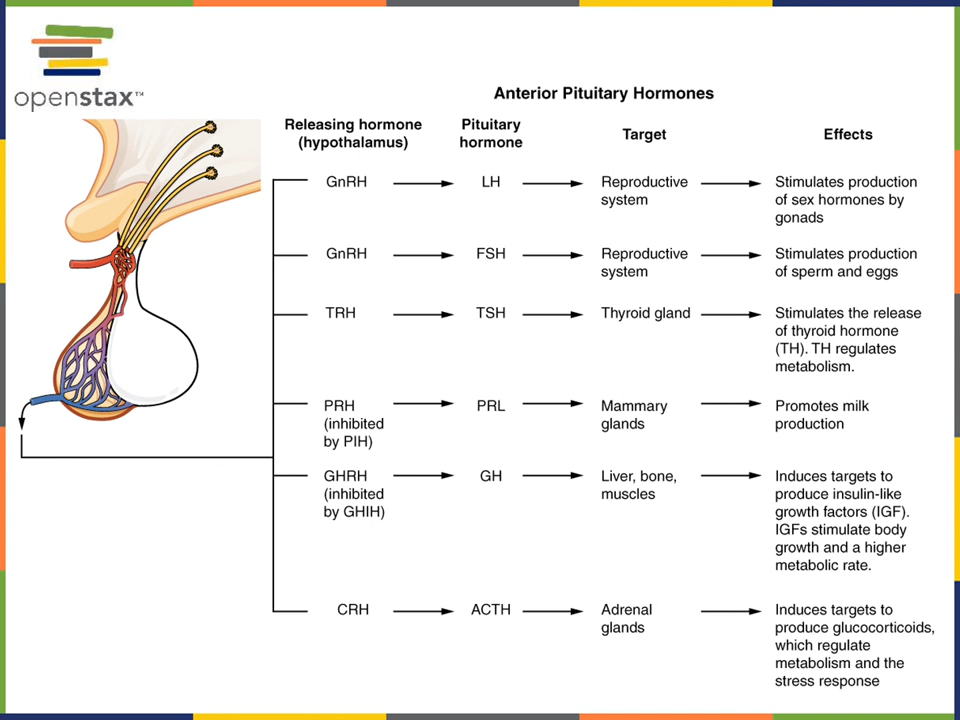 openstax™
Anterior Pituitary Hormones
Releasing hormone
(hypothalamus)
Pituitary
hormone
Target
Effects
GnRH
LH
Reproductive
system
Stimulates production
of sex hormones by
gonads
GnRH
FSH
Reproductive
system
Stimulates production
of sperm and eggs
TRH
TSH
Thyroid gland
Stimulates the release
of thyroid hormone
(TH). TH regulates
metabolism.
PRH
(inhibited
by PIH)
PRL
Mammary
glands
Promotes milk
production
GHRH
(inhibited
by GHIH)
GH
Liver, bone,
muscles
Induces targets to
produce insulin-like
growth factors (IGF).
IGFs stimulate body
growth and a higher
metabolic rate.
CRH
ACTH
Adrenal
glands
Induces targets to
produce glucocorticoids,
which regulate
metabolism and the
stress response